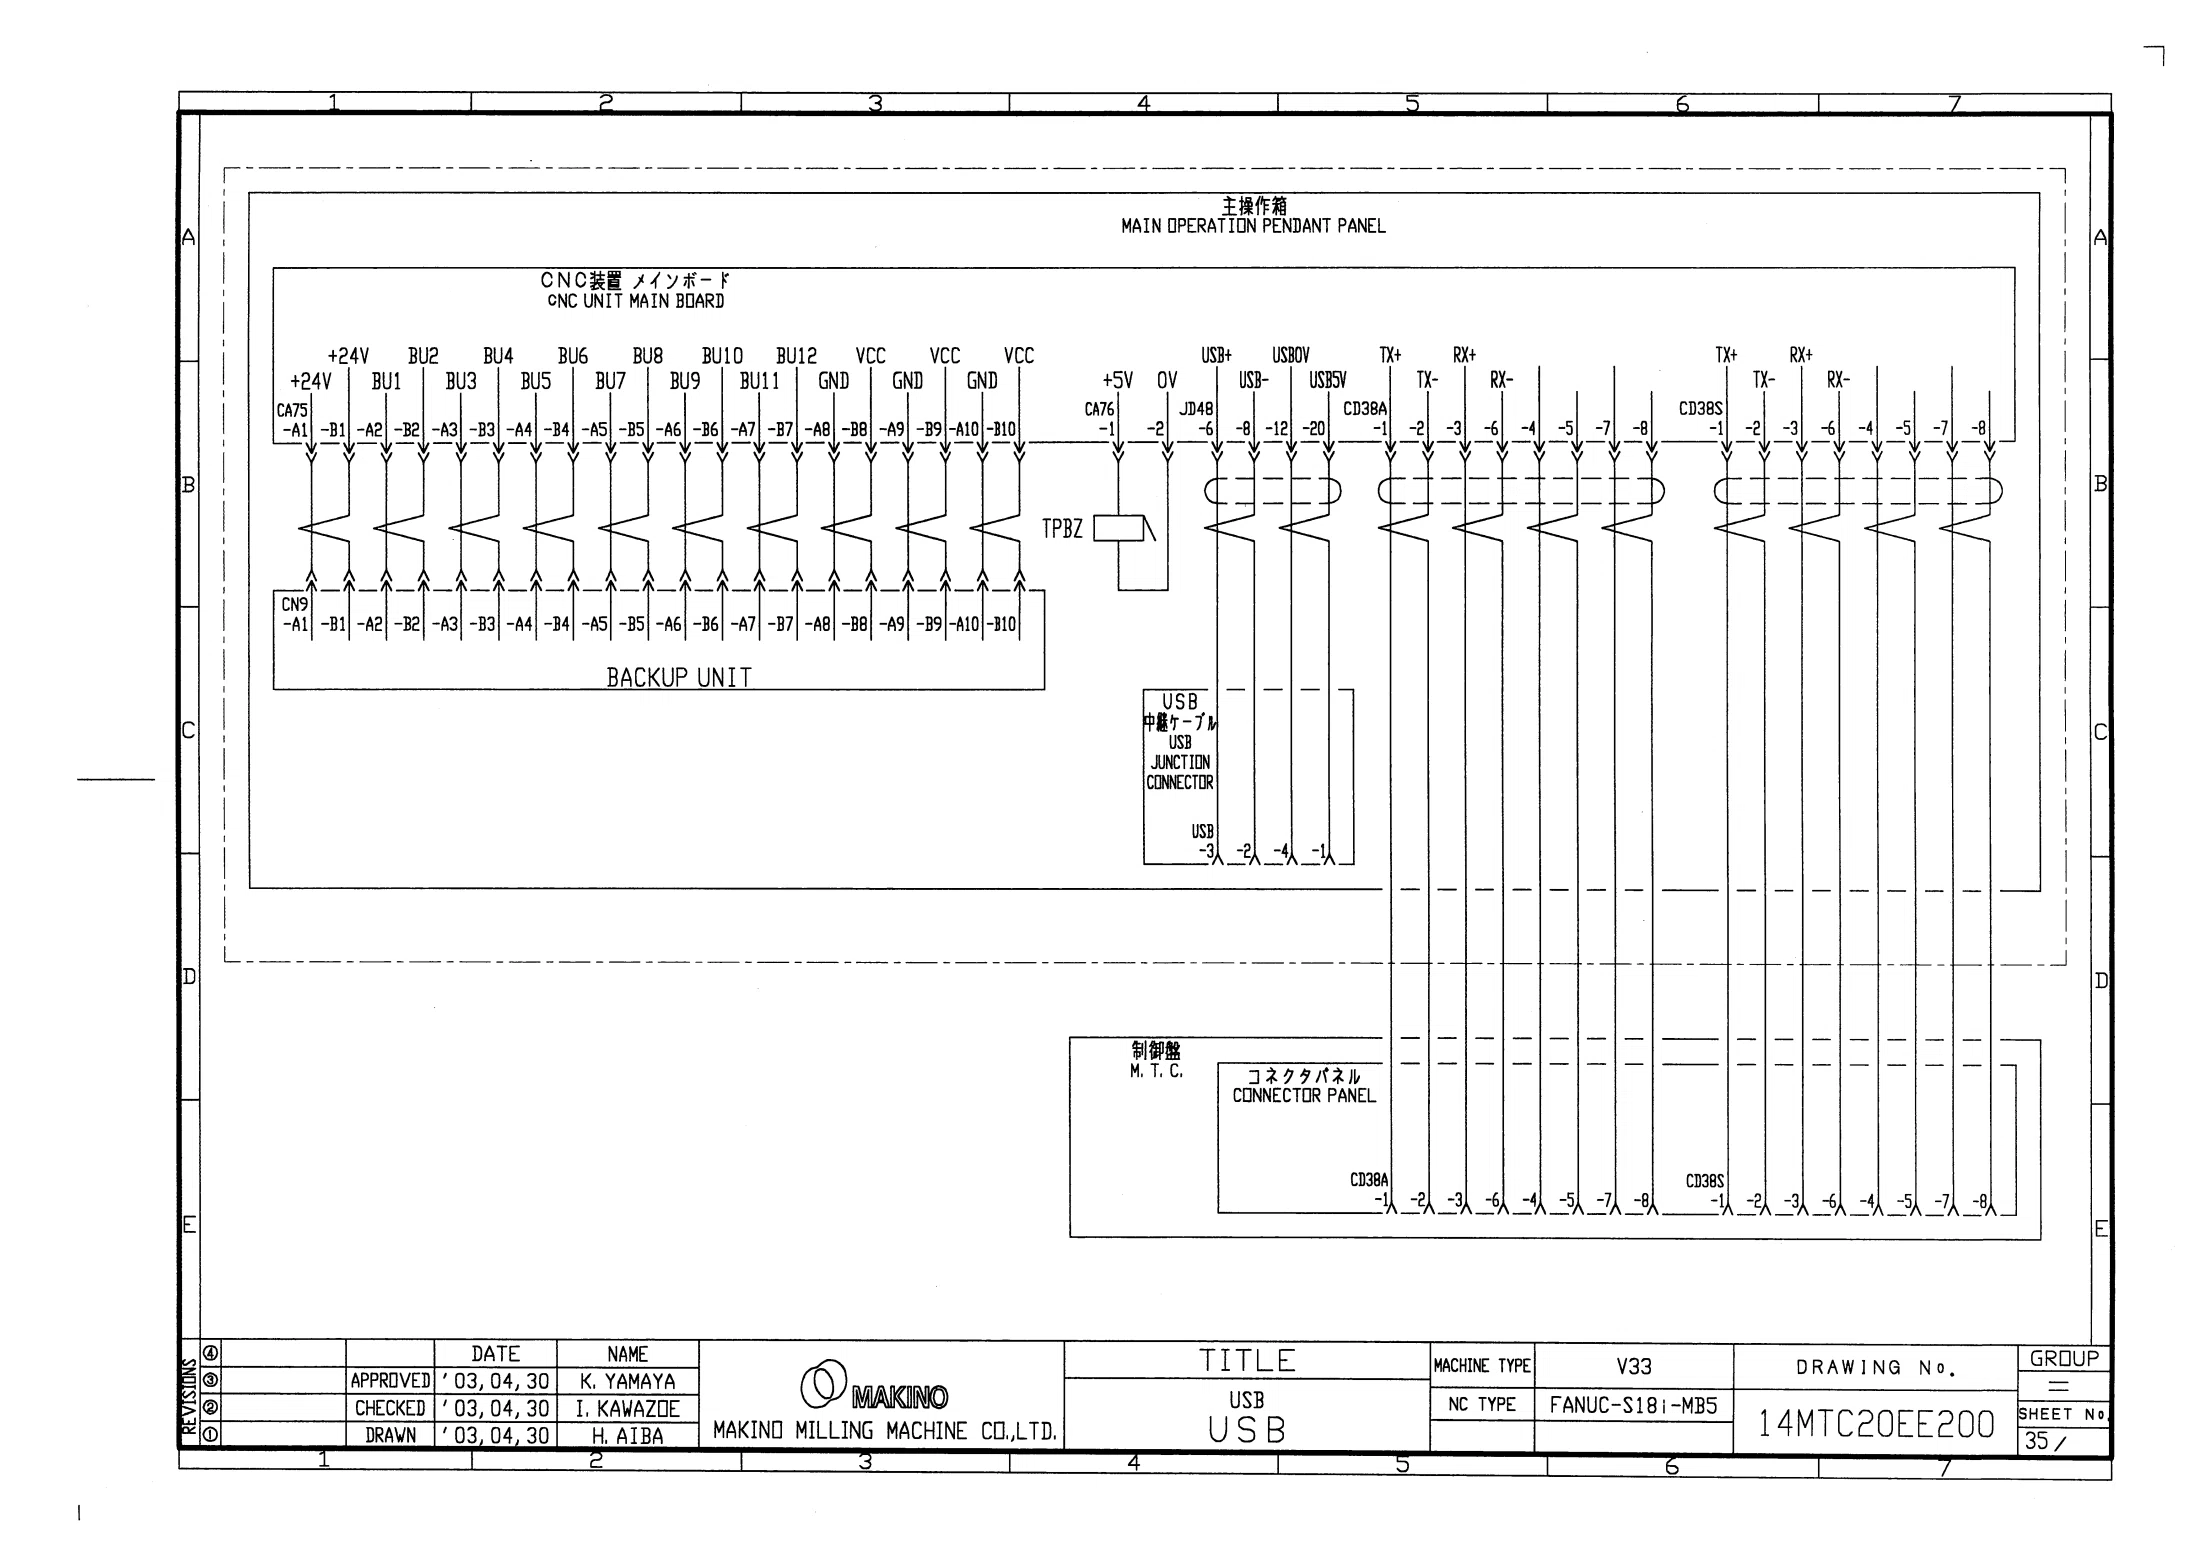 1 2 3 4 5 6 7
主操作箱
MAIN OPERATION PENDANT PANEL
A A
CNC装置 メインボード
CNC UNIT MAIN BOARD
+24V BU2 BU4 BU6 BU8 BU10 BU12 VCC VCC VCC USB+ USB0V TX+ RX+ TX+ RX+
+24V BU1 BU3 BU5 BU7 BU9 BU11 GND GND GND +5V 0V USB- USB5V TX- RX- TX- RX-
CA75 CA76 JD48 CD38A CD38S
-A1 -B1 -A2 -B2 -A3 -B3 -A4 -B4 -A5 -B5 -A6 -B6 -A7 -B7 -A8 -B8 -A9 -B9 -A10 -B10 -1 -2 -6 -8 -12 -20 -1 -2 -3 -6 -4 -5 -7 -8 -1 -2 -3 -6 -4 -5 -7 -8
B B
TPBZ
CN9
-A1 -B1 -A2 -B2 -A3 -B3 -A4 -B4 -A5 -B5 -A6 -B6 -A7 -B7 -A8 -B8 -A9 -B9 -A10 -B10
BACKUP UNIT
C C
USB
中継ケーブル
USB
JUNCTION
CONNECTOR
USB
-3 -2 -4 -1
D D
制御盤
M. T. C.
コネクタパネル
CONNECTOR PANEL
CD38A CD38S
-1 -2 -3 -6 -4 -5 -7 -8 -1 -2 -3 -6 -4 -5 -7 -8
E E
REVISIONS
④ DATE NAME
③ APPROVED '03,04,30 K. YAMAYA
② CHECKED '03,04,30 I. KAWAZOE
① DRAWN '03,04,30 H. AIBA
MAKINO
MAKINO MILLING MACHINE CO.,LTD.
TITLE
USB
USB
MACHINE TYPE V33
NC TYPE FANUC-S18i-MB5
DRAWING No.
14MTC20EE200
GROUP
=
SHEET No.
35/
1 2 3 4 5 6 7